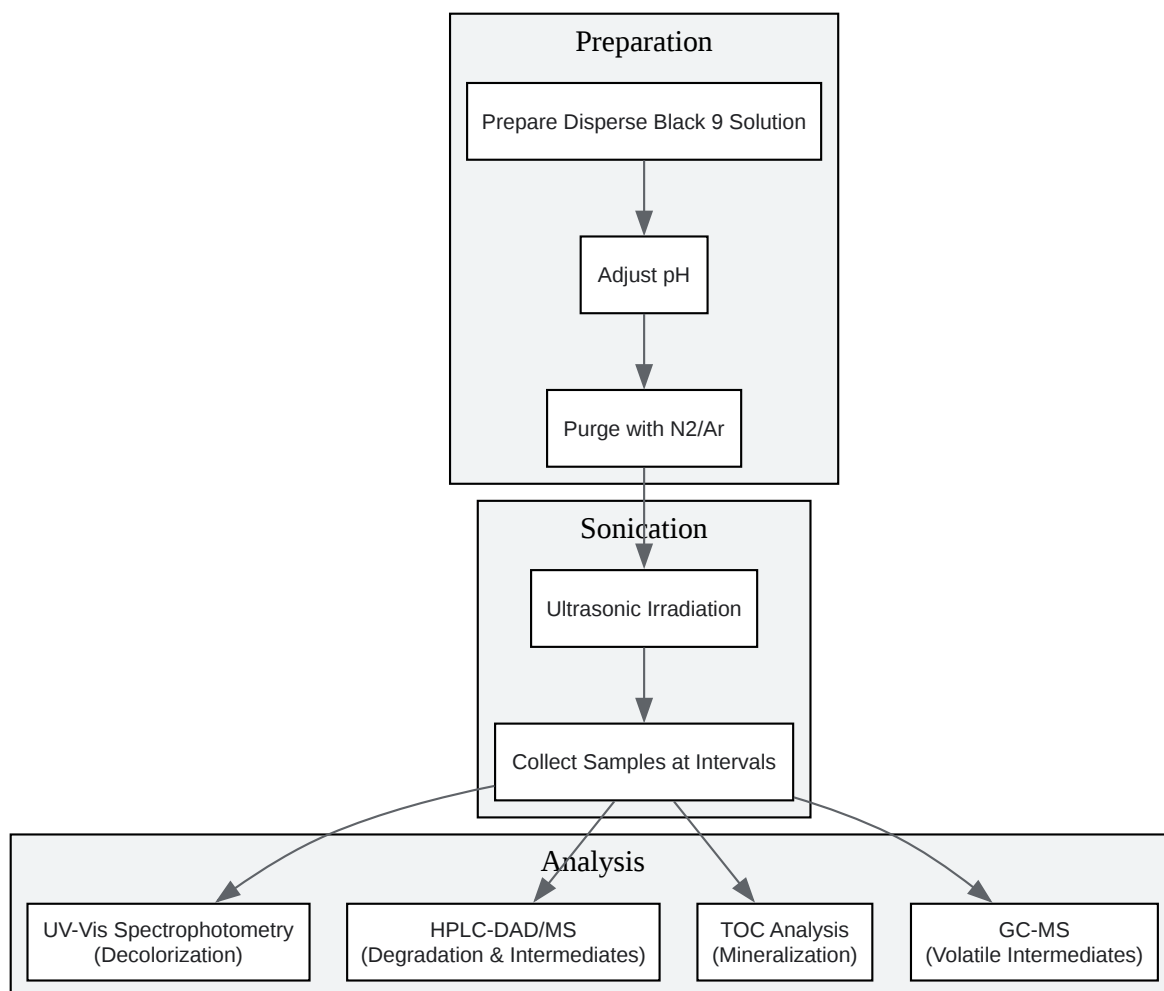 Preparation
Prepare Disperse Black 9 Solution
Adjust pH
Purge with N2/Ar
Sonication
Ultrasonic Irradiation
Collect Samples at Intervals
Analysis
UV-Vis Spectrophotometry
(Decolorization)
HPLC-DAD/MS
(Degradation & Intermediates)
TOC Analysis
(Mineralization)
GC-MS
(Volatile Intermediates)